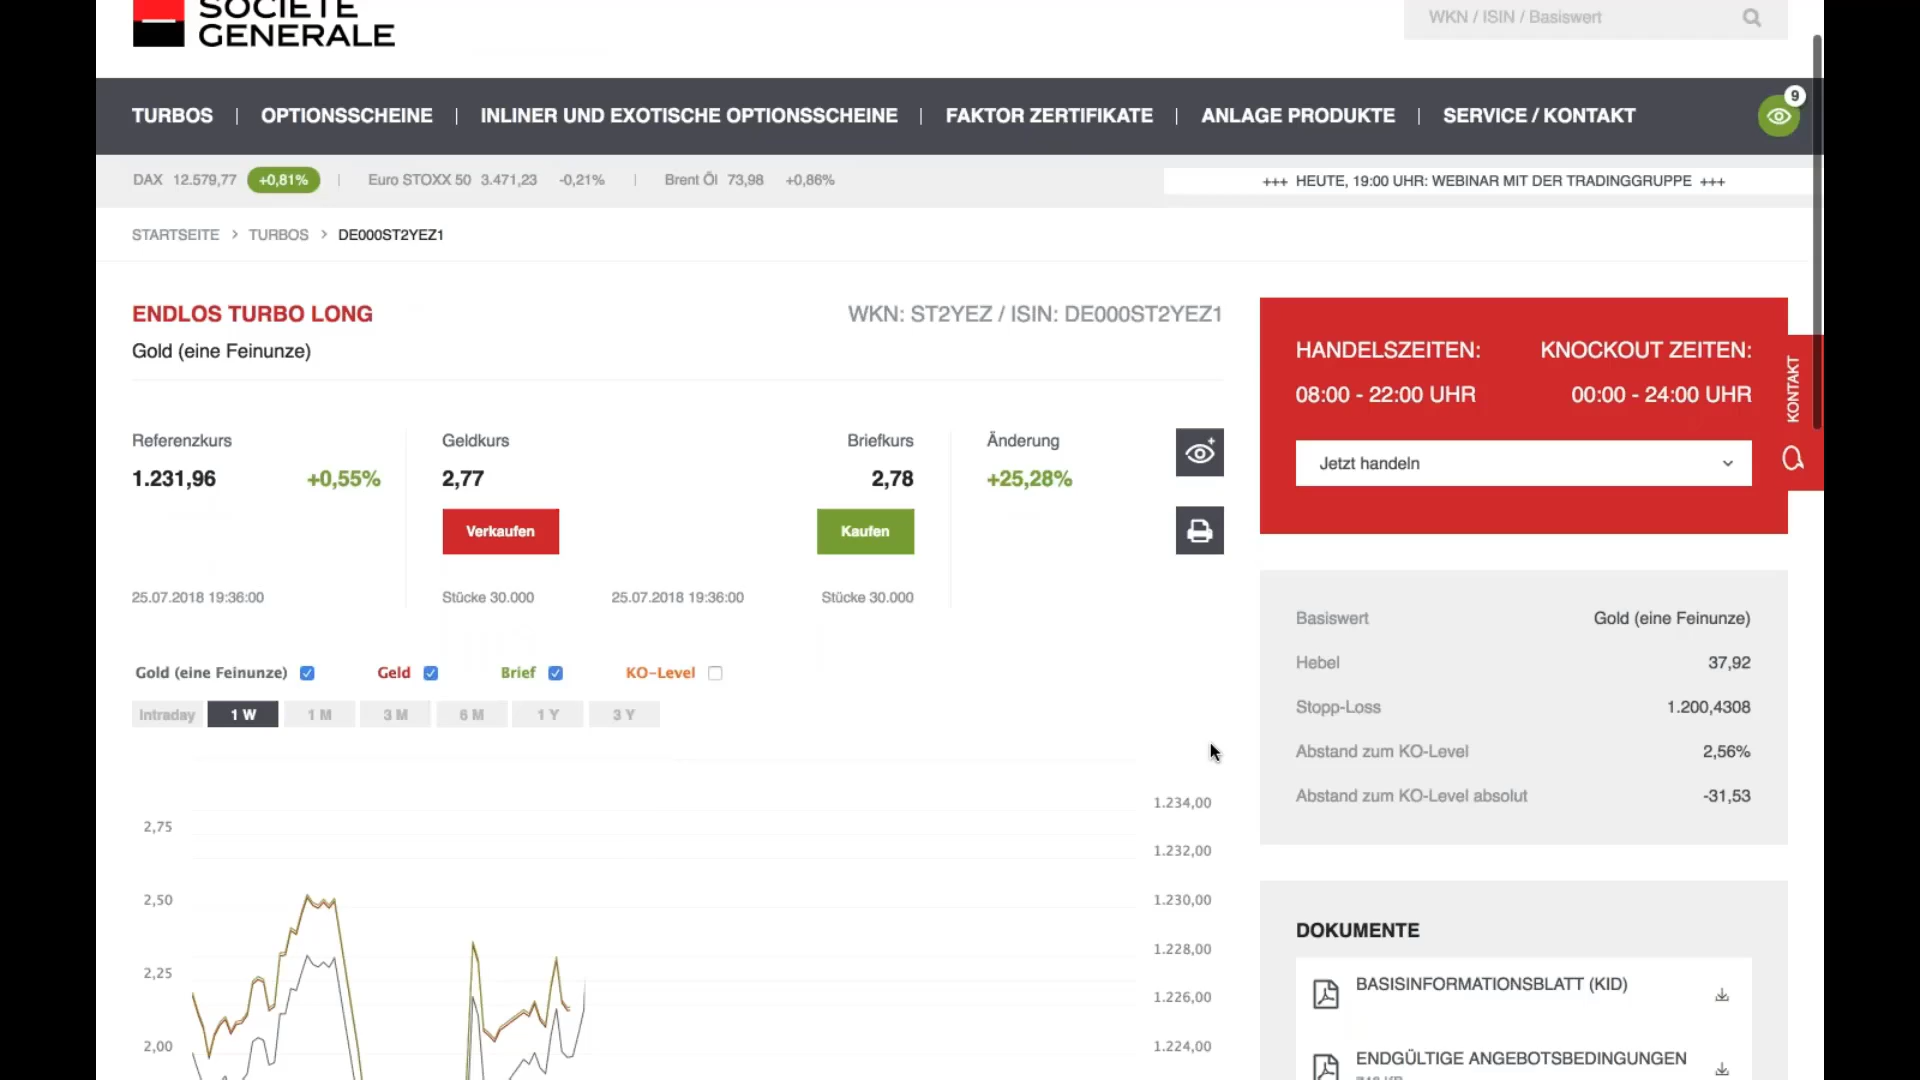 SOCIETE
GENERALE
WKN / ISIN / Basiswert
TURBOS | OPTIONSSCHEINE | INLINER UND EXOTISCHE OPTIONSSCHEINE | FAKTOR ZERTIFIKATE | ANLAGE PRODUKTE | SERVICE / KONTAKT
9
DAX 12.579,77 +0,81% | Euro STOXX 50 3.471,23 -0,21% | Brent Öl 73,98 +0,86%
+++ HEUTE, 19:00 UHR: WEBINAR MIT DER TRADINGGRUPPE +++
STARTSEITE > TURBOS > DE000ST2YEZ1
ENDLOS TURBO LONG
WKN: ST2YEZ / ISIN: DE000ST2YEZ1
Gold (eine Feinunze)
Referenzkurs
1.231,96 +0,55%
25.07.2018 19:36:00
Geldkurs Briefkurs
2,77 2,78
Verkaufen Kaufen
Stücke 30.000 25.07.2018 19:36:00 Stücke 30.000
Änderung
+25,28%
HANDELSZEITEN: KNOCKOUT ZEITEN:
08:00 - 22:00 UHR 00:00 - 24:00 UHR
Jetzt handeln
KONTAKT
Gold (eine Feinunze) Geld Brief KO-Level
Intraday 1 W 1 M 3 M 6 M 1 Y 3 Y
2,75
2,50
2,25
2,00
1.234,00
1.232,00
1.230,00
1.228,00
1.226,00
1.224,00
Basiswert Gold (eine Feinunze)
Hebel 37,92
Stopp-Loss 1.200,4308
Abstand zum KO-Level 2,56%
Abstand zum KO-Level absolut -31,53
DOKUMENTE
BASISINFORMATIONSBLATT (KID)
ENDGÜLTIGE ANGEBOTSBEDINGUNGEN